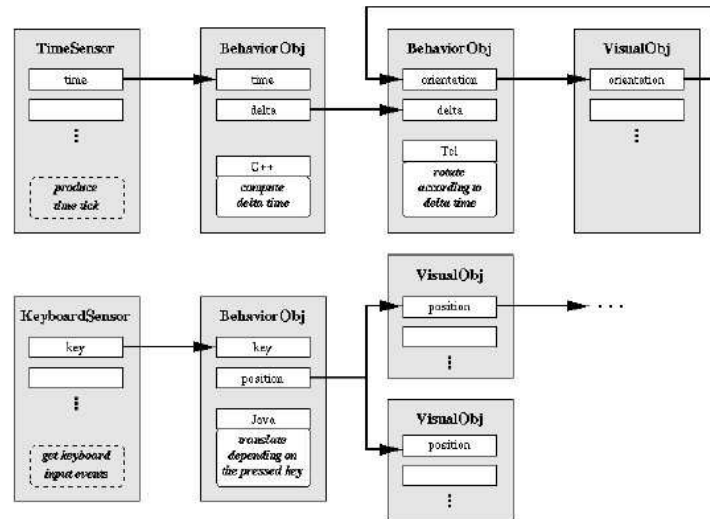 TimeSensor
time
⋮
produce
time tick
BehaviorObj
time
delta
C++
compute
delta time
BehaviorObj
orientation
delta
Tcl
rotate
according to
delta time
VisualObj
orientation
⋮
KeyboardSensor
key
⋮
get keyboard
input events
BehaviorObj
key
position
Java
translate
depending on
the pressed key
VisualObj
position
⋮
. . .
VisualObj
position
⋮